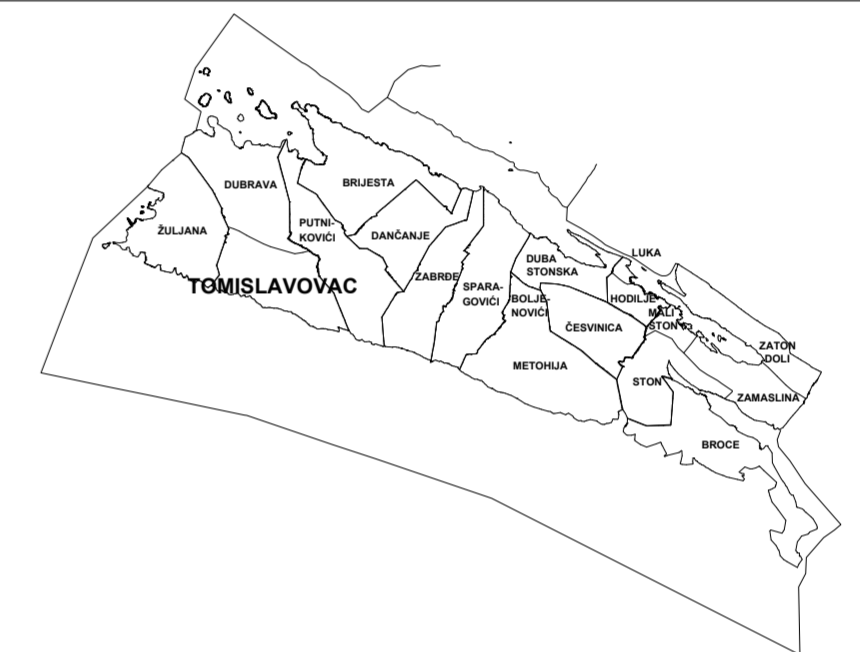 BRIJESTA
DUBRAVA
ŽULJANA
PUTNI-
KOVIĆI
DANČANJE
TOMISLAVOVAC
ZABRĐE
SPARA-
GOVIĆI
DUBA
STONSKA
LUKA
BOLJE-
NOVIĆI
HODILJE
MALI
STON
ČESVINICA
METOHIJA
STON
ZATON
DOLI
ZAMASLINA
BROCE